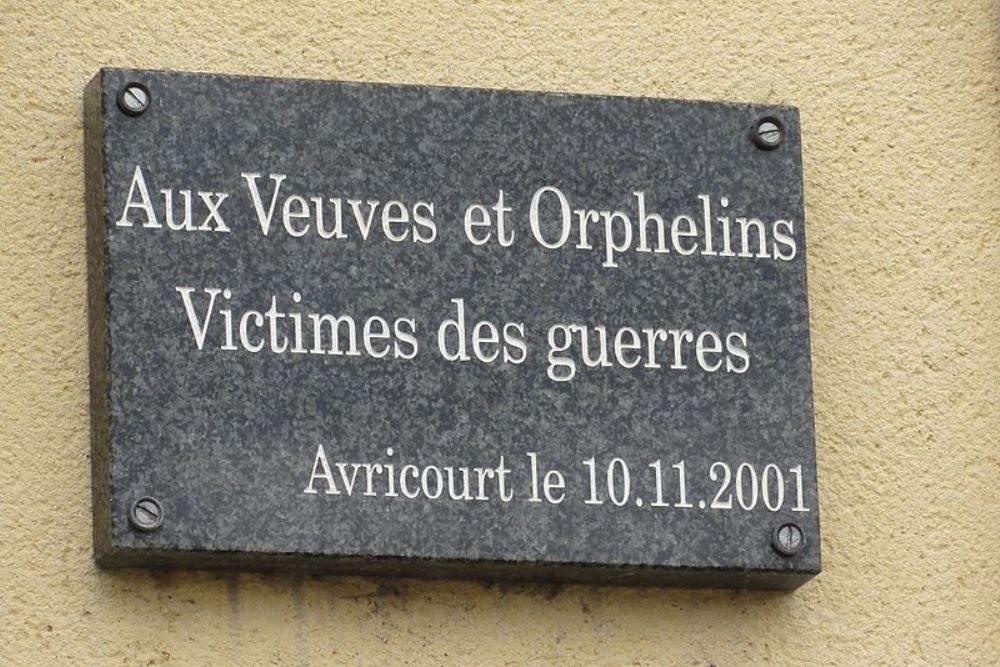 Aux Veuves et Orphelins
Victimes des guerres
Avricourt le 10.11.2001